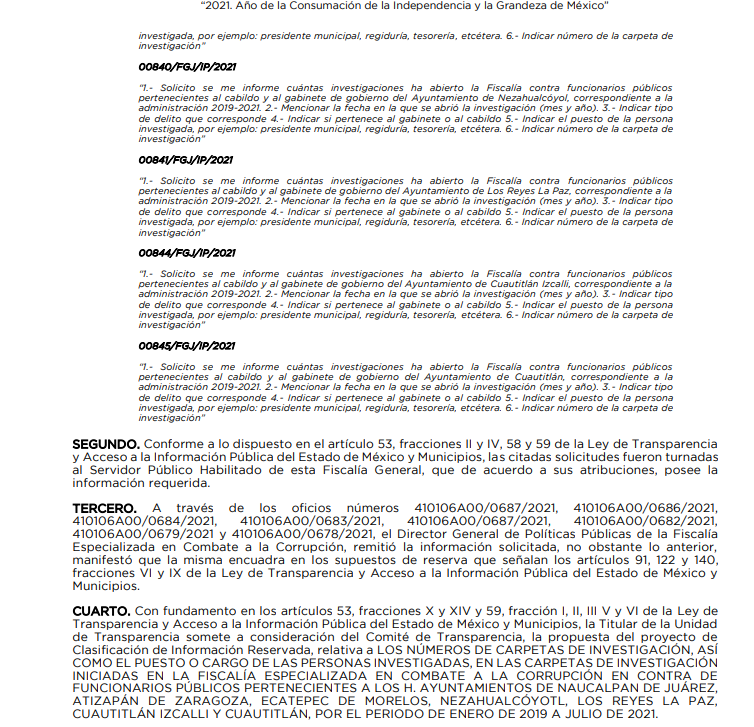 “2021. Año de la Consumación de la Independencia y la Grandeza de México”
investigada, por ejemplo: presidente municipal, regiduría, tesorería, etcétera. 6.- Indicar número de la carpeta de
investigación”
00840/FGJ/IP/2021
“1.- Solicito se me informe cuántas investigaciones ha abierto la Fiscalía contra funcionarios públicos
pertenecientes al cabildo y al gabinete de gobierno del Ayuntamiento de Nezahualcóyol, correspondiente a la
administración 2019-2021. 2.- Mencionar la fecha en la que se abrió la investigación (mes y año). 3.- Indicar tipo
de delito que corresponde 4.- Indicar si pertenece al gabinete o al cabildo 5.- Indicar el puesto de la persona
investigada, por ejemplo: presidente municipal, regiduría, tesorería, etcétera. 6.- Indicar número de la carpeta de
investigación”
00841/FGJ/IP/2021
“1.- Solicito se me informe cuántas investigaciones ha abierto la Fiscalía contra funcionarios públicos
pertenecientes al cabildo y al gabinete de gobierno del Ayuntamiento de Los Reyes La Paz, correspondiente a la
administración 2019-2021. 2.- Mencionar la fecha en la que se abrió la investigación (mes y año). 3.- Indicar tipo
de delito que corresponde 4.- Indicar si pertenece al gabinete o al cabildo 5.- Indicar el puesto de la persona
investigada, por ejemplo: presidente municipal, regiduría, tesorería, etcétera. 6.- Indicar número de la carpeta de
investigación”
00844/FGJ/IP/2021
“1.- Solicito se me informe cuántas investigaciones ha abierto la Fiscalía contra funcionarios públicos
pertenecientes al cabildo y al gabinete de gobierno del Ayuntamiento de Cuautitlán Izcalli, correspondiente a la
administración 2019-2021. 2.- Mencionar la fecha en la que se abrió la investigación (mes y año). 3.- Indicar tipo
de delito que corresponde 4.- Indicar si pertenece al gabinete o al cabildo 5.- Indicar el puesto de la persona
investigada, por ejemplo: presidente municipal, regiduría, tesorería, etcétera. 6.- Indicar número de la carpeta de
investigación”
00845/FGJ/IP/2021
“1.- Solicito se me informe cuántas investigaciones ha abierto la Fiscalía contra funcionarios públicos
pertenecientes al cabildo y al gabinete de gobierno del Ayuntamiento de Cuautitlán, correspondiente a la
administración 2019-2021. 2.- Mencionar la fecha en la que se abrió la investigación (mes y año). 3.- Indicar tipo
de delito que corresponde 4.- Indicar si pertenece al gabinete o al cabildo 5.- Indicar el puesto de la persona
investigada, por ejemplo: presidente municipal, regiduría, tesorería, etcétera. 6.- Indicar número de la carpeta de
investigación”
SEGUNDO. Conforme a lo dispuesto en el artículo 53, fracciones II y IV, 58 y 59 de la Ley de Transparencia
y Acceso a la Información Pública del Estado de México y Municipios, las citadas solicitudes fueron turnadas
al Servidor Público Habilitado de esta Fiscalía General, que de acuerdo a sus atribuciones, posee la
información requerida.
TERCERO. A través de los oficios números 410106A00/0687/2021, 410106A00/0686/2021,
410106A00/0684/2021, 410106A00/0683/2021, 410106A00/0687/2021, 410106A00/0682/2021,
410106A00/0679/2021 y 410106A00/0678/2021, el Director General de Políticas Públicas de la Fiscalía
Especializada en Combate a la Corrupción, remitió la información solicitada, no obstante lo anterior,
manifestó que la misma encuadra en los supuestos de reserva que señalan los artículos 91, 122 y 140,
fracciones VI y IX de la Ley de Transparencia y Acceso a la Información Pública del Estado de México y
Municipios.
CUARTO. Con fundamento en los artículos 53, fracciones X y XIV y 59, fracción I, II, III V y VI de la Ley de
Transparencia y Acceso a la Información Pública del Estado de México y Municipios, la Titular de la Unidad
de Transparencia somete a consideración del Comité de Transparencia, la propuesta del proyecto de
Clasificación de Información Reservada, relativa a LOS NÚMEROS DE CARPETAS DE INVESTIGACIÓN, ASÍ
COMO EL PUESTO O CARGO DE LAS PERSONAS INVESTIGADAS, EN LAS CARPETAS DE INVESTIGACIÓN
INICIADAS EN LA FISCALÍA ESPECIALIZADA EN COMBATE A LA CORRUPCIÓN EN CONTRA DE
FUNCIONARIOS PÚBLICOS PERTENECIENTES A LOS H. AYUNTAMIENTOS DE NAUCALPAN DE JUÁREZ,
ATIZAPÁN DE ZARAGOZA, ECATEPEC DE MORELOS, NEZAHUALCÓYOTL, LOS REYES LA PAZ,
CUAUTITLÁN IZCALLI Y CUAUTITLÁN, POR EL PERIODO DE ENERO DE 2019 A JULIO DE 2021.